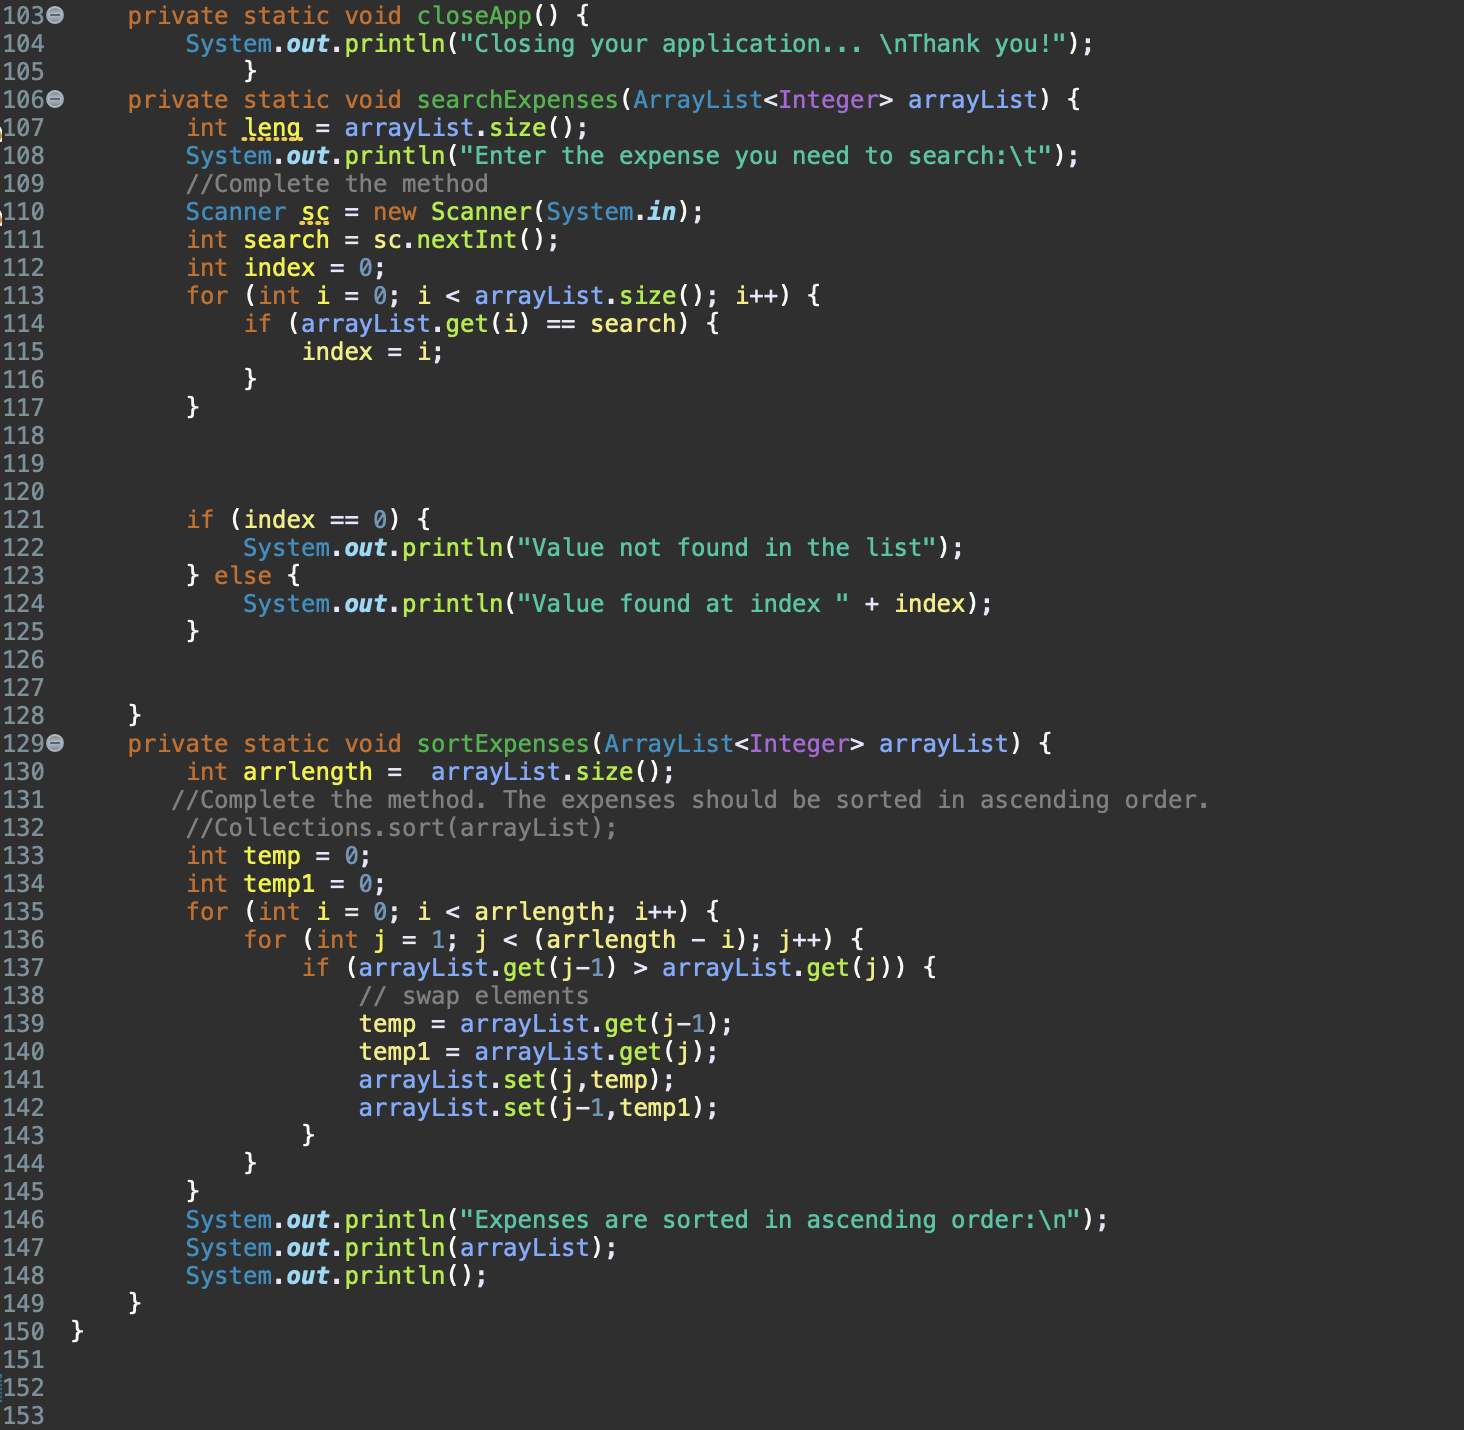 103 private static void closeApp() {
104 System.out.println("Closing your application... \nThank you!");
105 }
106 private static void searchExpenses(ArrayList<Integer> arrayList) {
107 int leng = arrayList.size();
108 System.out.println("Enter the expense you need to search:\t");
109 //Complete the method
110 Scanner sc = new Scanner(System.in);
111 int search = sc.nextInt();
112 int index = 0;
113 for (int i = 0; i < arrayList.size(); i++) {
114 if (arrayList.get(i) == search) {
115 index = i;
116 }
117 }
118
119
120
121 if (index == 0) {
122 System.out.println("Value not found in the list");
123 } else {
124 System.out.println("Value found at index " + index);
125 }
126
127
128 }
129 private static void sortExpenses(ArrayList<Integer> arrayList) {
130 int arrlength =  arrayList.size();
131 //Complete the method. The expenses should be sorted in ascending order.
132 //Collections.sort(arrayList);
133 int temp = 0;
134 int temp1 = 0;
135 for (int i = 0; i < arrlength; i++) {
136 for (int j = 1; j < (arrlength - i); j++) {
137 if (arrayList.get(j-1) > arrayList.get(j)) {
138 // swap elements
139 temp = arrayList.get(j-1);
140 temp1 = arrayList.get(j);
141 arrayList.set(j,temp);
142 arrayList.set(j-1,temp1);
143 }
144 }
145 }
146 System.out.println("Expenses are sorted in ascending order:\n");
147 System.out.println(arrayList);
148 System.out.println();
149 }
150 }
151
152
153